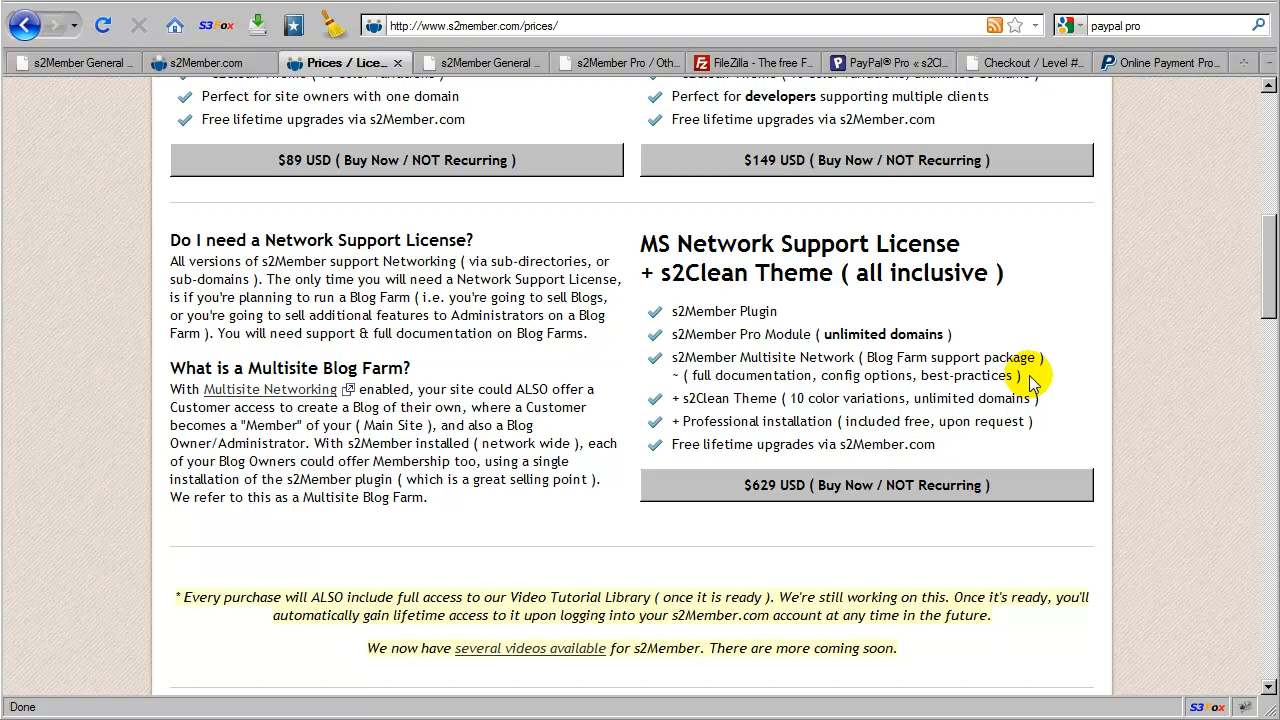 S3Fox
http://www.s2member.com/prices/
paypal pro
s2Member General ...
s2Member.com
Prices / Lice...
s2Member General ...
s2Member Pro / Oth...
FileZilla - The free F...
PayPal® Pro « s2Cl...
Checkout / Level #...
Online Payment Pro...
Perfect for site owners with one domain
Free lifetime upgrades via s2Member.com
$89 USD ( Buy Now / NOT Recurring )
Perfect for developers supporting multiple clients
Free lifetime upgrades via s2Member.com
$149 USD ( Buy Now / NOT Recurring )
Do I need a Network Support License?
All versions of s2Member support Networking ( via sub-directories, or
sub-domains ). The only time you will need a Network Support License,
is if you're planning to run a Blog Farm ( i.e. you're going to sell Blogs,
or you're going to sell additional features to Administrators on a Blog
Farm ). You will need support & full documentation on Blog Farms.
What is a Multisite Blog Farm?
With Multisite Networking enabled, your site could ALSO offer a
Customer access to create a Blog of their own, where a Customer
becomes a "Member" of your ( Main Site ), and also a Blog
Owner/Administrator. With s2Member installed ( network wide ), each
of your Blog Owners could offer Membership too, using a single
installation of the s2Member plugin ( which is a great selling point ).
We refer to this as a Multisite Blog Farm.
MS Network Support License
+ s2Clean Theme ( all inclusive )
s2Member Plugin
s2Member Pro Module ( unlimited domains )
s2Member Multisite Network ( Blog Farm support package )
~ ( full documentation, config options, best-practices )
+ s2Clean Theme ( 10 color variations, unlimited domains )
+ Professional installation ( included free, upon request )
Free lifetime upgrades via s2Member.com
$629 USD ( Buy Now / NOT Recurring )
* Every purchase will ALSO include full access to our Video Tutorial Library ( once it is ready ). We're still working on this. Once it's ready, you'll
automatically gain lifetime access to it upon logging into your s2Member.com account at any time in the future.
We now have several videos available for s2Member. There are more coming soon.
Done
S3Fox